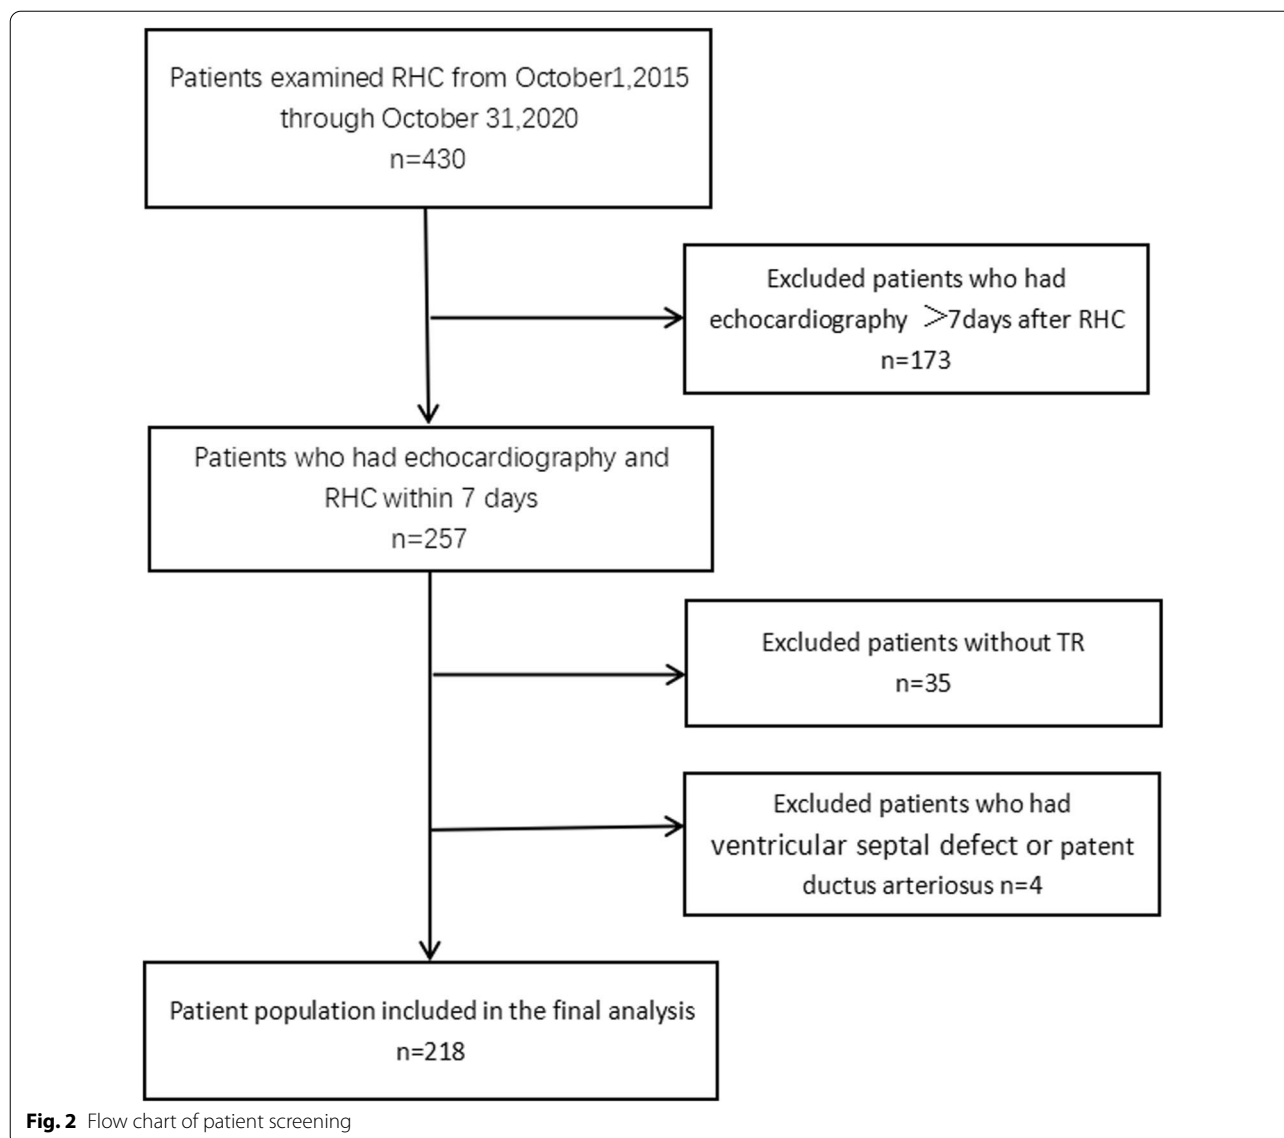 Patients examined RHC from October1,2015
through October 31,2020
n=430
Excluded patients who had
echocardiography >7days after RHC
n=173
Patients who had echocardiography and
RHC within 7 days
n=257
Excluded patients without TR
n=35
Excluded patients who had
ventricular septal defect or patent
ductus arteriosus n=4
Patient population included in the final analysis
n=218
Fig. 2 Flow chart of patient screening